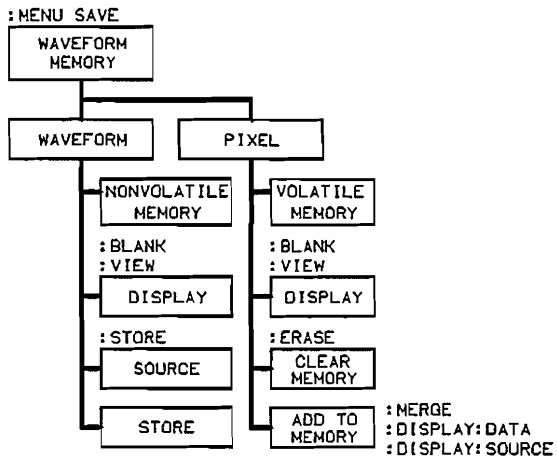 :MENU SAVE
WAVEFORM
MEMORY
WAVEFORM
PIXEL
NONVOLATILE
MEMORY
VOLATILE
MEMORY
:BLANK
:VIEW
DISPLAY
:BLANK
:VIEW
DISPLAY
:STORE
SOURCE
:ERASE
CLEAR
MEMORY
STORE
ADD TO
MEMORY
:MERGE
:DISPLAY:DATA
:DISPLAY:SOURCE